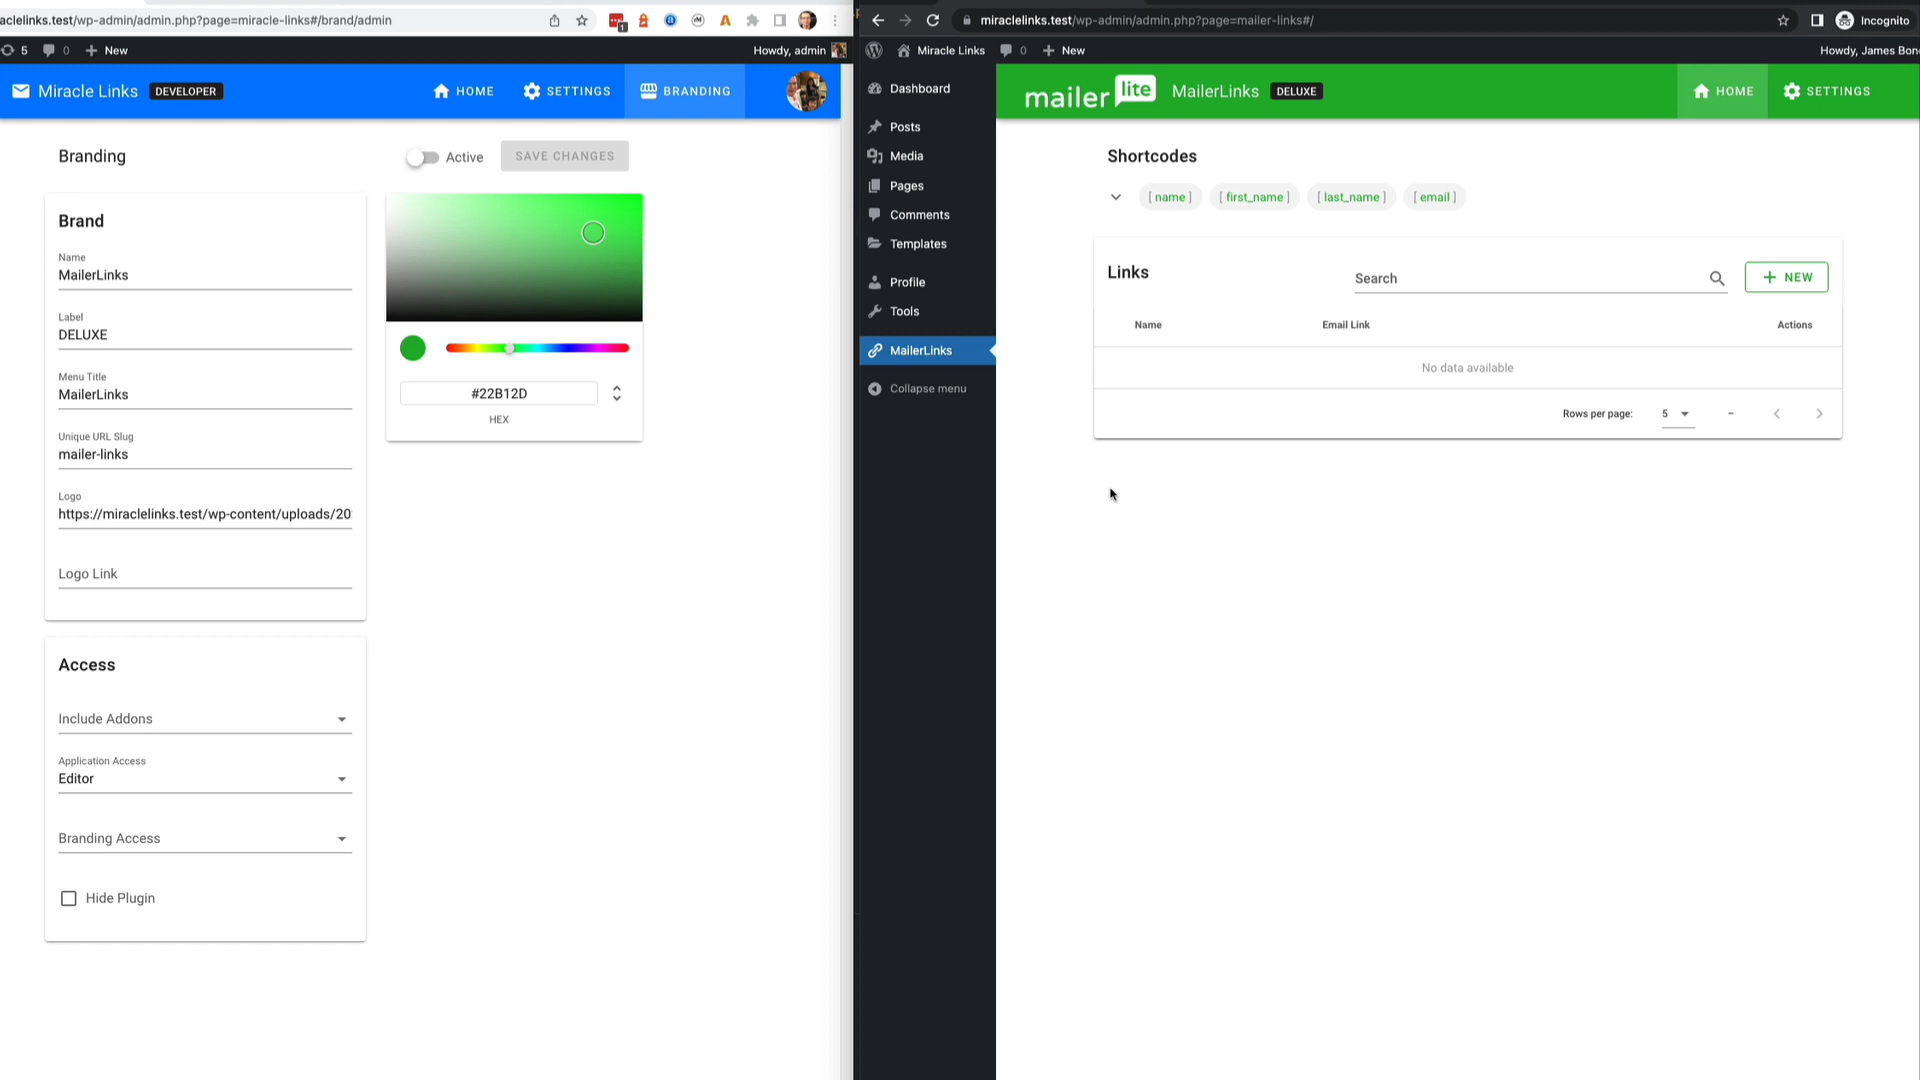 aclelinks.test/wp-admin/admin.php?page=miracle-links#/brand/admin
1
5
0
New
Howdy, admin
Miracle Links
DEVELOPER
HOME
SETTINGS
BRANDING
Branding
Active
SAVE CHANGES
Brand
Name
MailerLinks
Label
DELUXE
Menu Title
MailerLinks
Unique URL Slug
mailer-links
Logo
https://miraclelinks.test/wp-content/uploads/20
Logo Link
#22B12D
HEX
Access
Include Addons
Application Access
Editor
Branding Access
Hide Plugin
miraclelinks.test/wp-admin/admin.php?page=mailer-links#/
Incognito
Miracle Links
0
New
Howdy, James Bon
Dashboard
Posts
Media
Pages
Comments
Templates
Profile
Tools
MailerLinks
Collapse menu
mailer lite
MailerLinks
DELUXE
HOME
SETTINGS
Shortcodes
[ name ]
[ first_name ]
[ last_name ]
[ email ]
Links
Search
NEW
Name
Email Link
Actions
No data available
Rows per page:
5
–